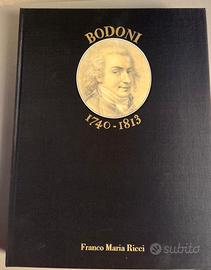 BODONI
1740-1813
Franco Maria Ricci
subito